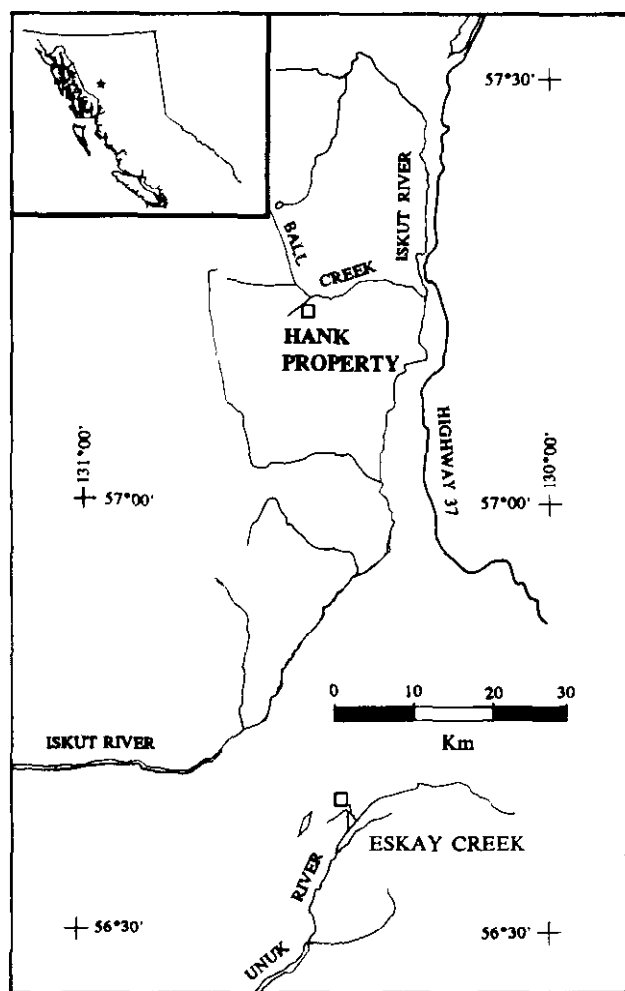 57°30'
ISKUT RIVER
BALL
CREEK
HANK
PROPERTY
HIGHWAY 37
131°00'
57°00'
57°00'
130°00'
0 10 20 30
Km
ISKUT RIVER
ESKAY CREEK
RIVER
UNUK
56°30'
56°30'